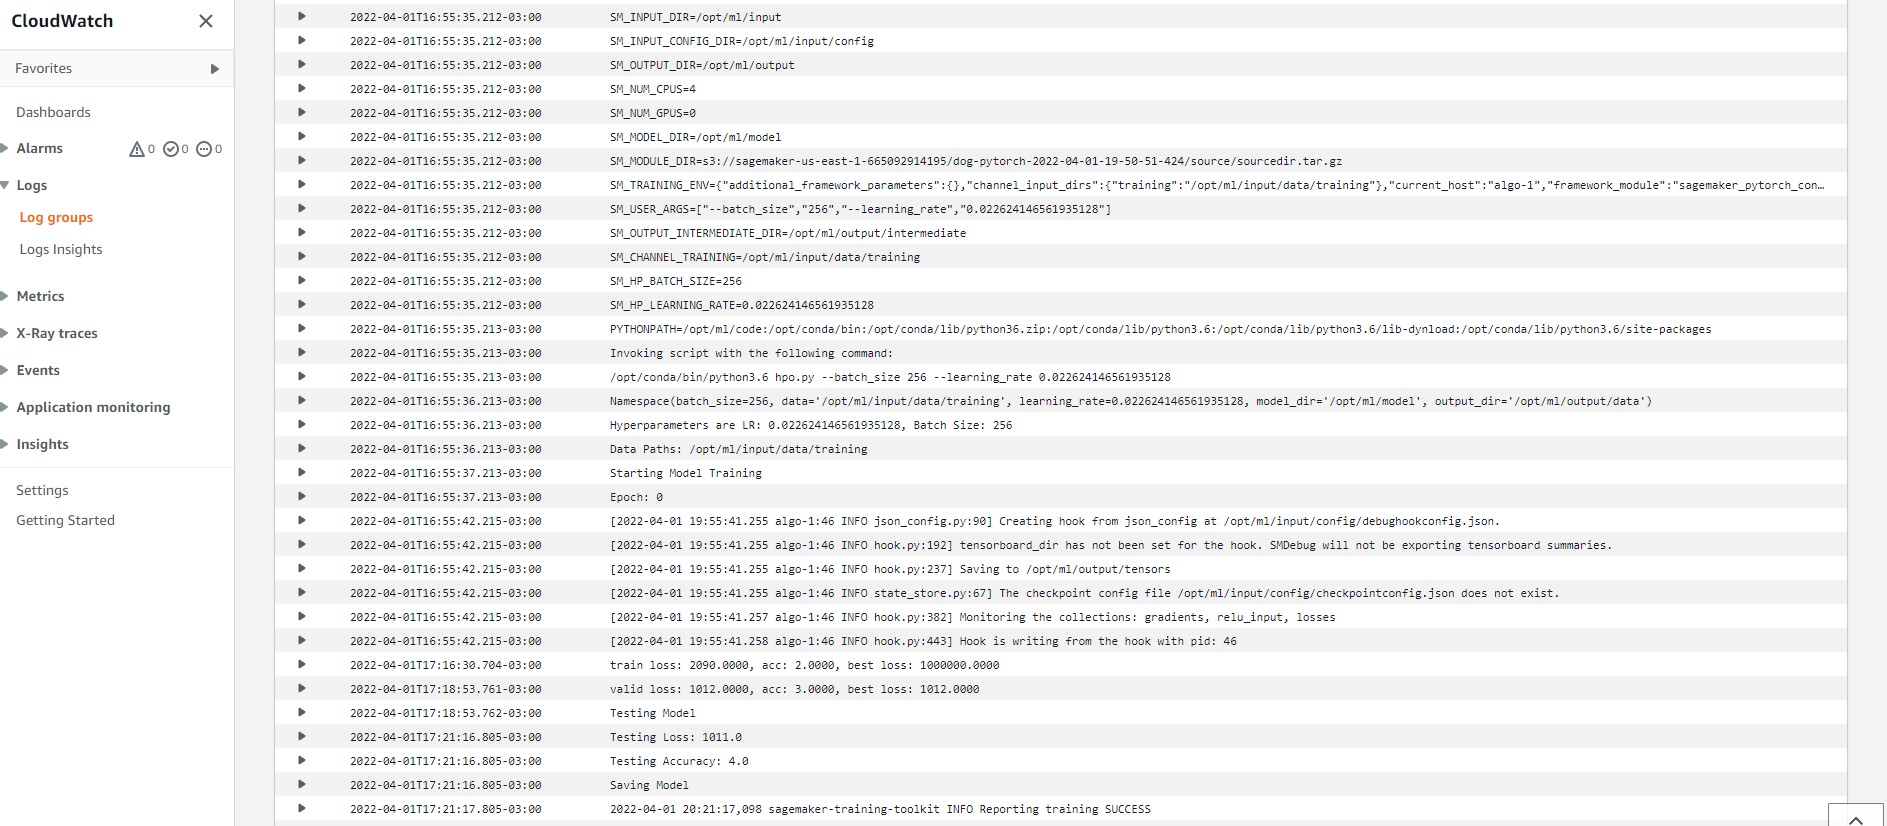 CloudWatch
Favorites
Dashboards
Alarms 0 0 0
Logs
Log groups
Logs Insights
Metrics
X-Ray traces
Events
Application monitoring
Insights
Settings
Getting Started
2022-04-01T16:55:35.212-03:00 SM_INPUT_DIR=/opt/ml/input
2022-04-01T16:55:35.212-03:00 SM_INPUT_CONFIG_DIR=/opt/ml/input/config
2022-04-01T16:55:35.212-03:00 SM_OUTPUT_DIR=/opt/ml/output
2022-04-01T16:55:35.212-03:00 SM_NUM_CPUS=4
2022-04-01T16:55:35.212-03:00 SM_NUM_GPUS=0
2022-04-01T16:55:35.212-03:00 SM_MODEL_DIR=/opt/ml/model
2022-04-01T16:55:35.212-03:00 SM_MODULE_DIR=s3://sagemaker-us-east-1-665092914195/dog-pytorch-2022-04-01-19-50-51-424/source/sourcedir.tar.gz
2022-04-01T16:55:35.212-03:00 SM_TRAINING_ENV={"additional_framework_parameters":{},"channel_input_dirs":{"training":"/opt/ml/input/data/training"},"current_host":"algo-1","framework_module":"sagemaker_pytorch_con…
2022-04-01T16:55:35.212-03:00 SM_USER_ARGS=["--batch_size","256","--learning_rate","0.022624146561935128"]
2022-04-01T16:55:35.212-03:00 SM_OUTPUT_INTERMEDIATE_DIR=/opt/ml/output/intermediate
2022-04-01T16:55:35.212-03:00 SM_CHANNEL_TRAINING=/opt/ml/input/data/training
2022-04-01T16:55:35.212-03:00 SM_HP_BATCH_SIZE=256
2022-04-01T16:55:35.212-03:00 SM_HP_LEARNING_RATE=0.022624146561935128
2022-04-01T16:55:35.213-03:00 PYTHONPATH=/opt/ml/code:/opt/conda/bin:/opt/conda/lib/python36.zip:/opt/conda/lib/python3.6:/opt/conda/lib/python3.6/lib-dynload:/opt/conda/lib/python3.6/site-packages
2022-04-01T16:55:35.213-03:00 Invoking script with the following command:
2022-04-01T16:55:35.213-03:00 /opt/conda/bin/python3.6 hpo.py --batch_size 256 --learning_rate 0.022624146561935128
2022-04-01T16:55:36.213-03:00 Namespace(batch_size=256, data='/opt/ml/input/data/training', learning_rate=0.022624146561935128, model_dir='/opt/ml/model', output_dir='/opt/ml/output/data')
2022-04-01T16:55:36.213-03:00 Hyperparameters are LR: 0.022624146561935128, Batch Size: 256
2022-04-01T16:55:36.213-03:00 Data Paths: /opt/ml/input/data/training
2022-04-01T16:55:37.213-03:00 Starting Model Training
2022-04-01T16:55:37.213-03:00 Epoch: 0
2022-04-01T16:55:42.215-03:00 [2022-04-01 19:55:41.255 algo-1:46 INFO json_config.py:90] Creating hook from json_config at /opt/ml/input/config/debughookconfig.json.
2022-04-01T16:55:42.215-03:00 [2022-04-01 19:55:41.255 algo-1:46 INFO hook.py:192] tensorboard_dir has not been set for the hook. SMDebug will not be exporting tensorboard summaries.
2022-04-01T16:55:42.215-03:00 [2022-04-01 19:55:41.255 algo-1:46 INFO hook.py:237] Saving to /opt/ml/output/tensors
2022-04-01T16:55:42.215-03:00 [2022-04-01 19:55:41.255 algo-1:46 INFO state_store.py:67] The checkpoint config file /opt/ml/input/config/checkpointconfig.json does not exist.
2022-04-01T16:55:42.215-03:00 [2022-04-01 19:55:41.257 algo-1:46 INFO hook.py:382] Monitoring the collections: gradients, relu_input, losses
2022-04-01T16:55:42.215-03:00 [2022-04-01 19:55:41.258 algo-1:46 INFO hook.py:443] Hook is writing from the hook with pid: 46
2022-04-01T17:16:30.704-03:00 train loss: 2090.0000, acc: 2.0000, best loss: 1000000.0000
2022-04-01T17:18:53.761-03:00 valid loss: 1012.0000, acc: 3.0000, best loss: 1012.0000
2022-04-01T17:18:53.762-03:00 Testing Model
2022-04-01T17:21:16.805-03:00 Testing Loss: 1011.0
2022-04-01T17:21:16.805-03:00 Testing Accuracy: 4.0
2022-04-01T17:21:16.805-03:00 Saving Model
2022-04-01T17:21:17.805-03:00 2022-04-01 20:21:17,098 sagemaker-training-toolkit INFO Reporting training SUCCESS